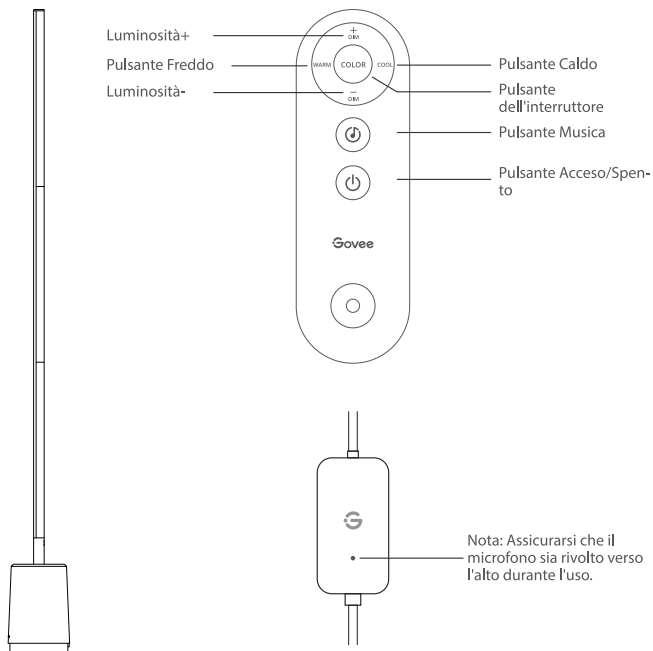 Luminosità+
Pulsante Freddo
Luminosità-
+
DIM
WARM
COLOR
COOL
−
DIM
Pulsante Caldo
Pulsante
dell'interruttore
Pulsante Musica
Pulsante Acceso/Spen-
to
Govee
Nota: Assicurarsi che il
microfono sia rivolto verso
l'alto durante l'uso.